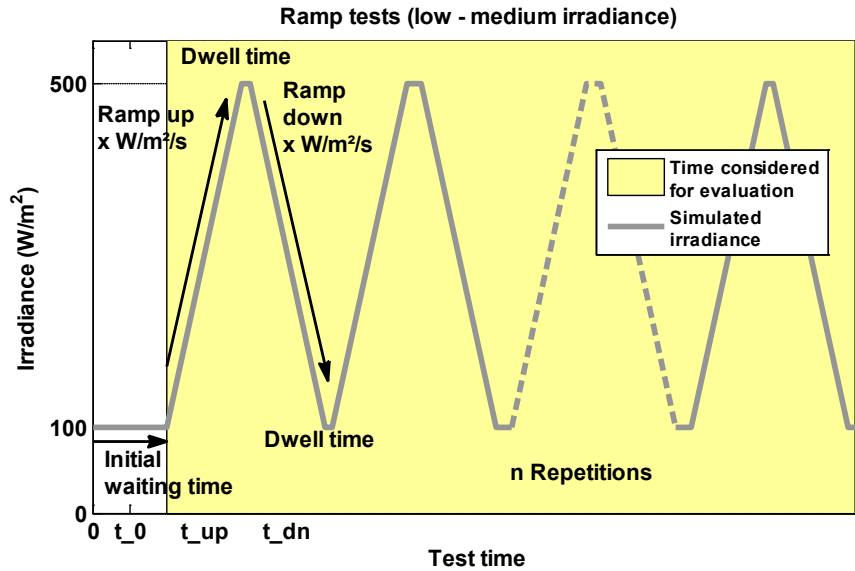 Ramp tests (low - medium irradiance)
Dwell time
500
Ramp up
x W/m²/s
Ramp
down
x W/m²/s
Time considered
for evaluation
Simulated
irradiance
Irradiance (W/m²)
100
Dwell time
Initial
waiting time
n Repetitions
0
0 t_0 t_up t_dn
Test time